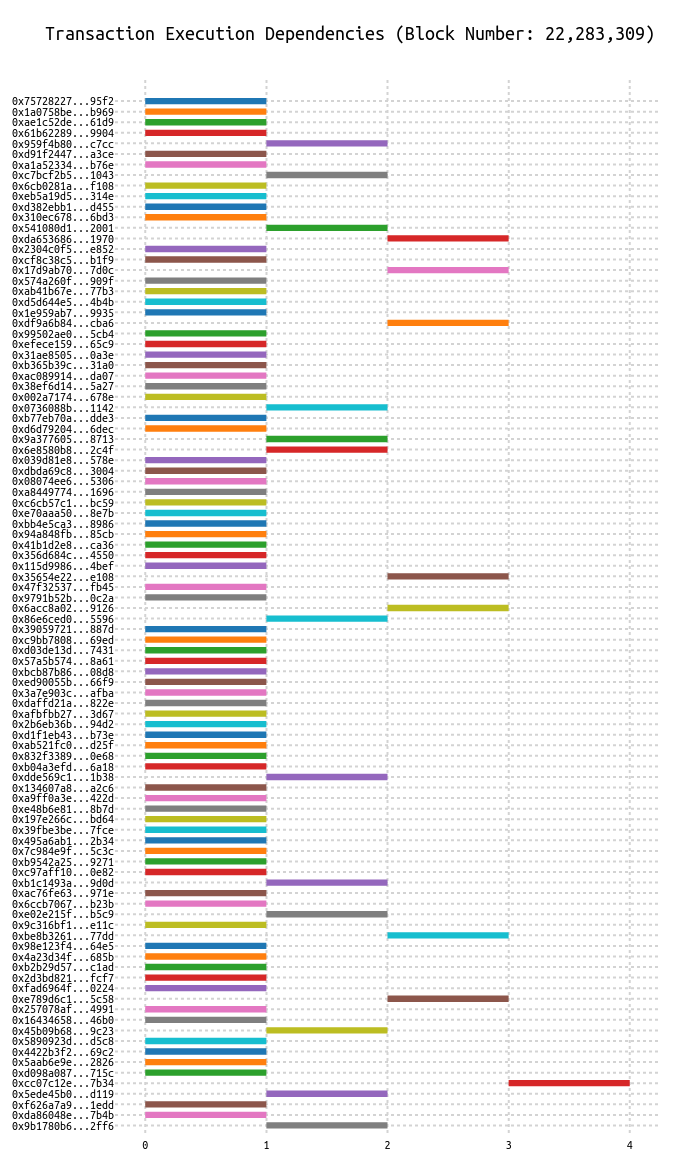 Transaction Execution Dependencies (Block Number: 22,283,309)
0x75728227...95f2
0x1a0758be...b969
0xae1c52de...61d9
0x61b62289...9904
0x959f4b80...c7cc
0xd91f2447...a3ce
0xa1a52334...b76e
0xc7bcf2b5...1043
0x6cb0281a...f108
0xeb5a19d5...314e
0xd382ebb1...d455
0x310ec678...6bd3
0x541080d1...2001
0xda653686...1970
0x2304c0f5...e852
0xcf8c38c5...b1f9
0x17d9ab70...7d0c
0x574a260f...909f
0xab41b67e...77b3
0xd5d644e5...4b4b
0x1e959ab7...9935
0xdf9a6b84...cba6
0x99502ae0...5cb4
0xefece159...65c9
0x31ae8505...0a3e
0xb365b39c...31a0
0xac089914...da07
0x38ef6d14...5a27
0x002a7174...678e
0x0736088b...1142
0xb77eb70a...dde3
0xd6d79204...6dec
0x9a377605...8713
0x6e8580b8...2c4f
0x039d81e8...578e
0xdbda69c8...3004
0x08074ee6...5306
0xa8449774...1696
0xc6cb57c1...bc59
0xe70aaa50...8e7b
0xbb4e5ca3...8986
0x94a848fb...85cb
0x41b1d2e8...ca36
0x356d684c...4550
0x115d9986...4bef
0x35654e22...e108
0x47f32537...fb45
0x9791b52b...0c2a
0x6acc8a02...9126
0x86e6ced0...5596
0x39059721...887d
0xc9bb7808...69ed
0xd03de13d...7431
0x57a5b574...8a61
0xbcb87b86...08d8
0xed90055b...66f9
0x3a7e903c...afba
0xdaffd21a...822e
0xafbfbb27...3d67
0x2b6eb36b...94d2
0xd1f1eb43...b73e
0xab521fc0...d25f
0x832f3389...0e68
0xb04a3efd...6a18
0xdde569c1...1b38
0x134607a8...a2c6
0xa9ff0a3e...422d
0xe48b6e81...8b7d
0x197e266c...bd64
0x39fbe3be...7fce
0x495a6ab1...2b34
0x7c984e9f...5c3c
0xb9542a25...9271
0xc97aff10...0e82
0xb1c1493a...9d0d
0xac76fe63...971e
0x6ccb7067...b23b
0xe02e215f...b5c9
0x9c316bf1...e11c
0xbe8b3261...77dd
0x98e123f4...64e5
0x4a23d34f...685b
0xb2b29d57...c1ad
0x2d3bd821...fcf7
0xfad6964f...0224
0xe789d6c1...5c58
0x257078af...4991
0x16434658...46b0
0x45b09b68...9c23
0x5890923d...d5c8
0x4422b3f2...69c2
0x5aab6e9e...2826
0xd098a087...715c
0xcc07c12e...7b34
0x5ede45b0...d119
0xf626a7a9...1edd
0xda86048e...7b4b
0x9b1780b6...2ff6
0 1 2 3 4